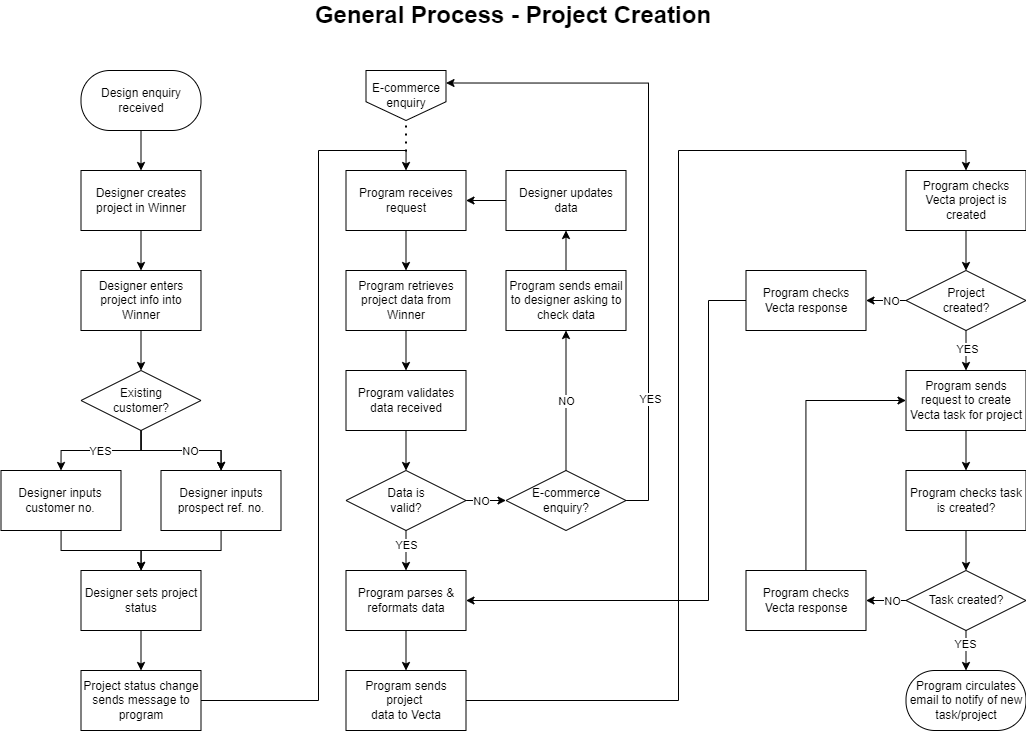 General Process - Project Creation
Design enquiry
received
Designer creates
project in Winner
Designer enters
project info into
Winner
Existing
customer?
YES
NO
Designer inputs
customer no.
Designer inputs
prospect ref. no.
Designer sets project
status
Project status change
sends message to
program
E-commerce
enquiry
Program receives
request
Designer updates
data
Program retrieves
project data from
Winner
Program sends email
to designer asking to
check data
Program validates
data received
NO
YES
Data is
valid?
NO
E-commerce
enquiry?
YES
Program parses &
reformats data
Program sends
project
data to Vecta
Program checks
Vecta project is
created
Program checks
Vecta response
NO
Project
created?
YES
Program sends
request to create
Vecta task for project
Program checks task
is created?
Program checks
Vecta response
NO
Task created?
YES
Program circulates
email to notify of new
task/project